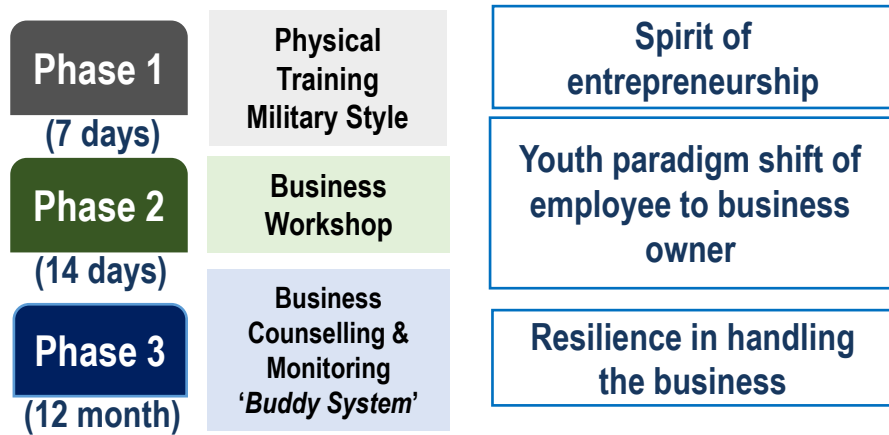 Phase 1
(7 days)
Physical
Training
Military Style
Spirit of
entrepreneurship
Phase 2
(14 days)
Business
Workshop
Youth paradigm shift of
employee to business
owner
Phase 3
(12 month)
Business
Counselling &
Monitoring
‘Buddy System’
Resilience in handling
the business